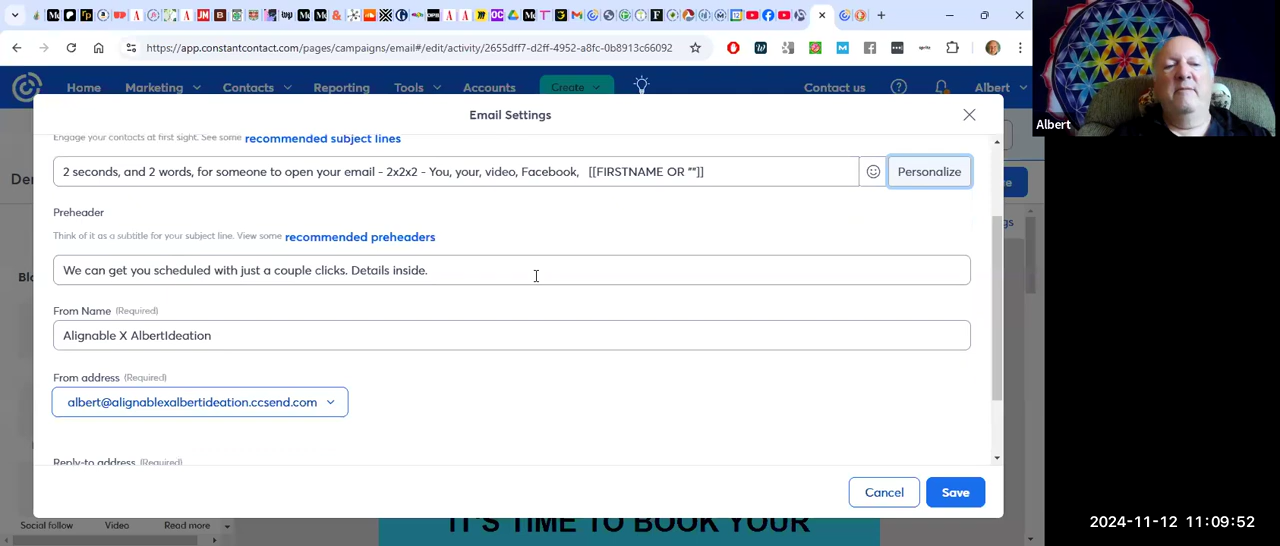 https://app.constantcontact.com/pages/campaigns/email#/edit/activity/2655dff7-d2ff-4952-a8fc-0b8913c66092
Home
Marketing
Contacts
Reporting
Tools
Accounts
Create
Contact us
Albert
Albert
Email Settings
Engage your contacts at first sight. See some recommended subject lines
2 seconds, and 2 words, for someone to open your email - 2x2x2 - You, your, video, Facebook, [[FIRSTNAME OR ""]]
Personalize
Preheader
Think of it as a subtitle for your subject line. View some recommended preheaders
We can get you scheduled with just a couple clicks. Details inside.
From Name (Required)
Alignable X AlbertIdeation
From address (Required)
albert@alignablexalbertideation.ccsend.com
Reply-to address (Required)
Cancel
Save
Social follow
Video
Read more
IT'S TIME TO BOOK YOUR
2024-11-12 11:09:52